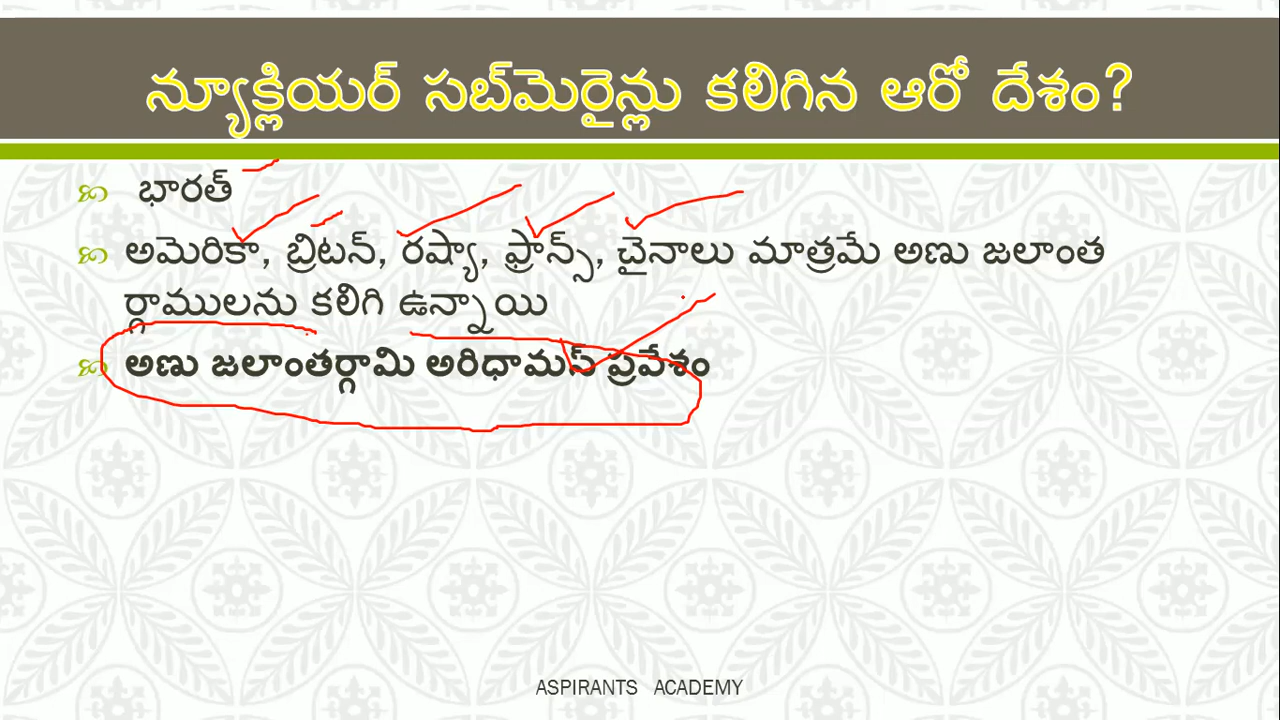 న్యూక్లియర్ సబ్‌మెరైన్లు కలిగిన ఆరో దేశం?
భారత్
అమెరికా, బ్రిటన్, రష్యా, ఫ్రాన్స్, చైనాలు మాత్రమే అణు జలాంత
ర్గాములను కలిగి ఉన్నాయి
అణు జలాంతర్గామి అరిధామన్ ప్రవేశం
ASPIRANTS ACADEMY